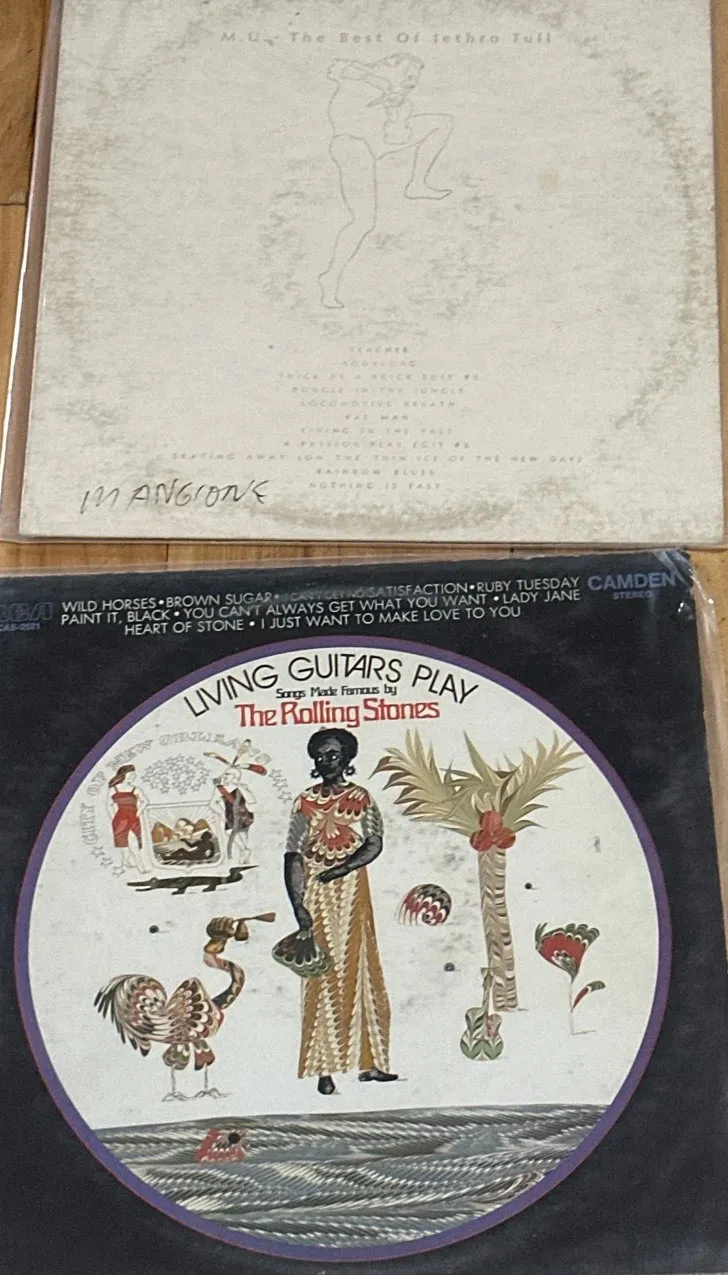 M.U. - The Best Of Jethro Tull
TEACHER
AQUALUNG
THICK AS A BRICK EDIT #1
BUNGLE IN THE JUNGLE
LOCOMOTIVE BREATH
FAT MAN
LIVING IN THE PAST
A PASSION PLAY EDIT #8
SKATING AWAY (ON THE THIN ICE OF THE NEW DAY)
RAINBOW BLUES
NOTHING IS EASY
MANGIONE
RCA
CAS-2521
WILD HORSES•BROWN SUGAR•(I CAN'T GET NO) SATISFACTION•RUBY TUESDAY
PAINT IT, BLACK•YOU CAN'T ALWAYS GET WHAT YOU WANT•LADY JANE
HEART OF STONE•I JUST WANT TO MAKE LOVE TO YOU
CAMDEN
STEREO
LIVING GUITARS PLAY
Songs Made Famous by
The Rolling Stones
CITY OF NEW ORLEANS